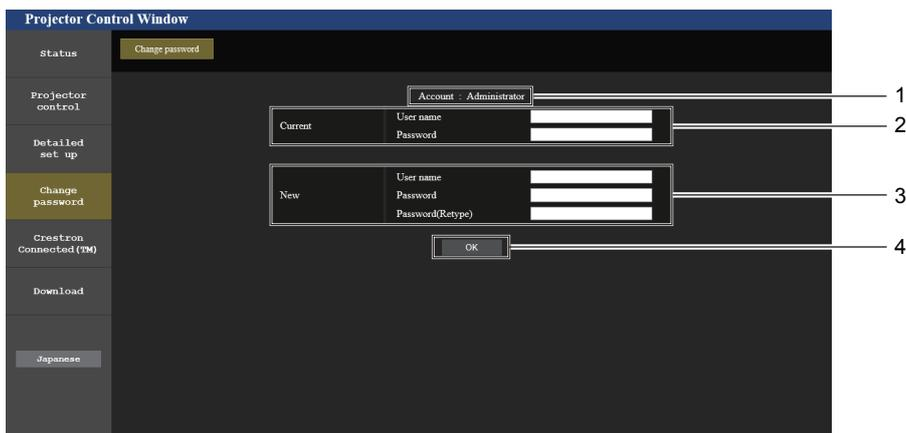 Projector Control Window
Status
Change password
Projector
control
Detailed
set up
Change
password
Crestron
Connected(TM)
Download
Japanese
Account : Administrator
1
Current
User name
Password
2
New
User name
Password
Password(Retype)
3
OK
4